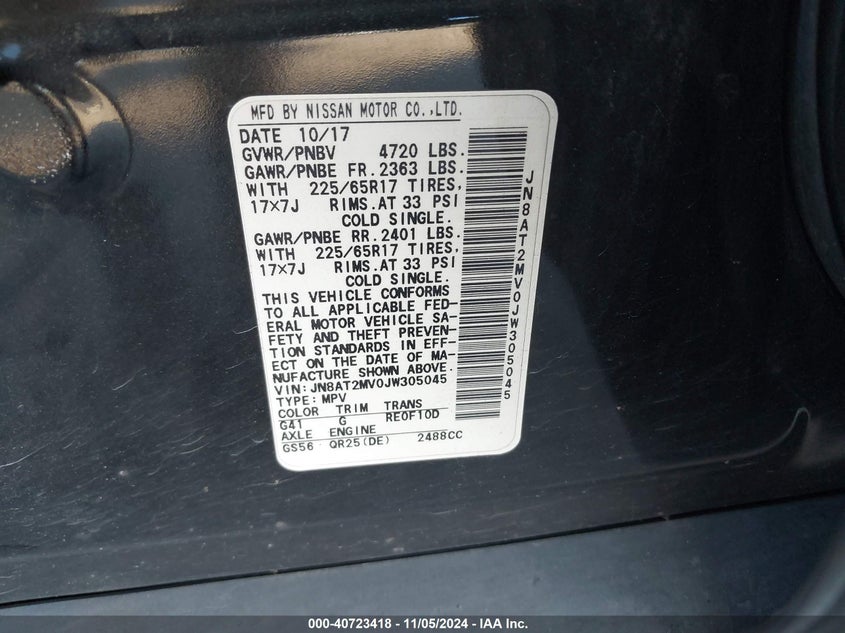 MFD BY NISSAN MOTOR CO.,LTD.
DATE 10/17
GVWR/PNBV 4720 LBS.
GAWR/PNBE FR.2363 LBS.
WITH 225/65R17 TIRES,
17×7J RIMS.AT 33 PSI
COLD SINGLE.
GAWR/PNBE RR.2401 LBS.
WITH 225/65R17 TIRES,
17×7J RIMS.AT 33 PSI
COLD SINGLE.
THIS VEHICLE CONFORMS
TO ALL APPLICABLE FED-
ERAL MOTOR VEHICLE SA-
FETY AND THEFT PREVEN-
TION STANDARDS IN EFF-
ECT ON THE DATE OF MA-
NUFACTURE SHOWN ABOVE.
VIN:JN8AT2MV0JW305045
TYPE:MPV
COLOR TRIM TRANS
G41 G RE0F10D
AXLE ENGINE
GS56 QR25(DE) 2488CC
JN8AT2MV0JW305045
000-40723418 - 11/05/2024 - IAA Inc.